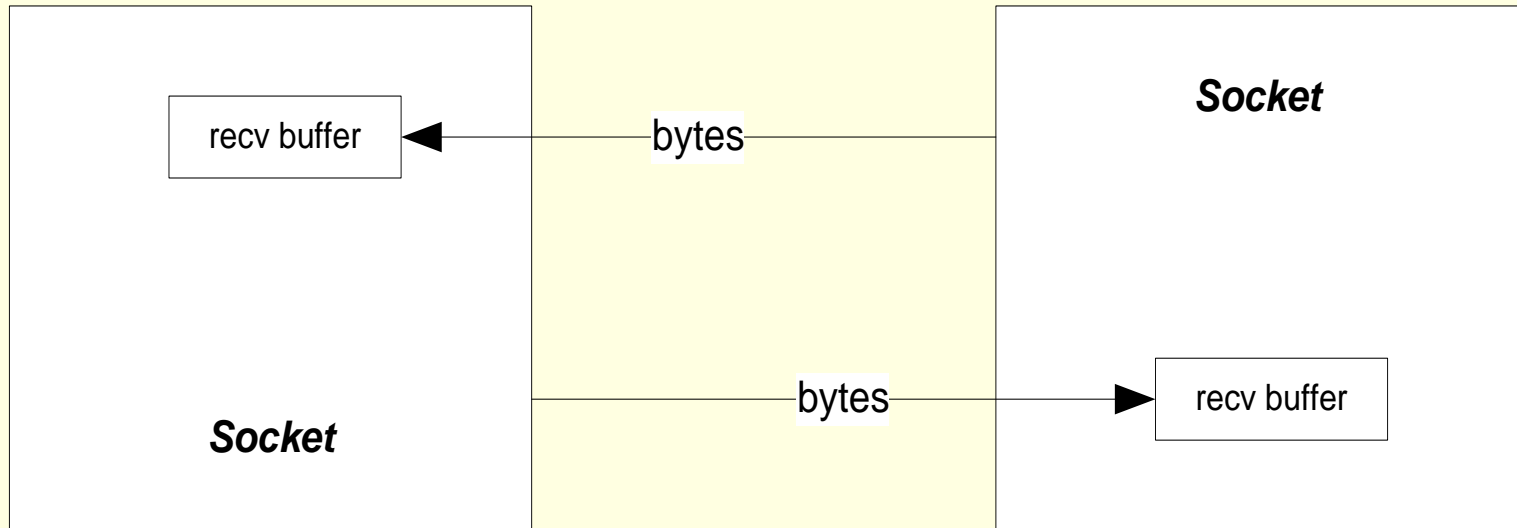 Socket
recv buffer
bytes
bytes
recv buffer
Socket